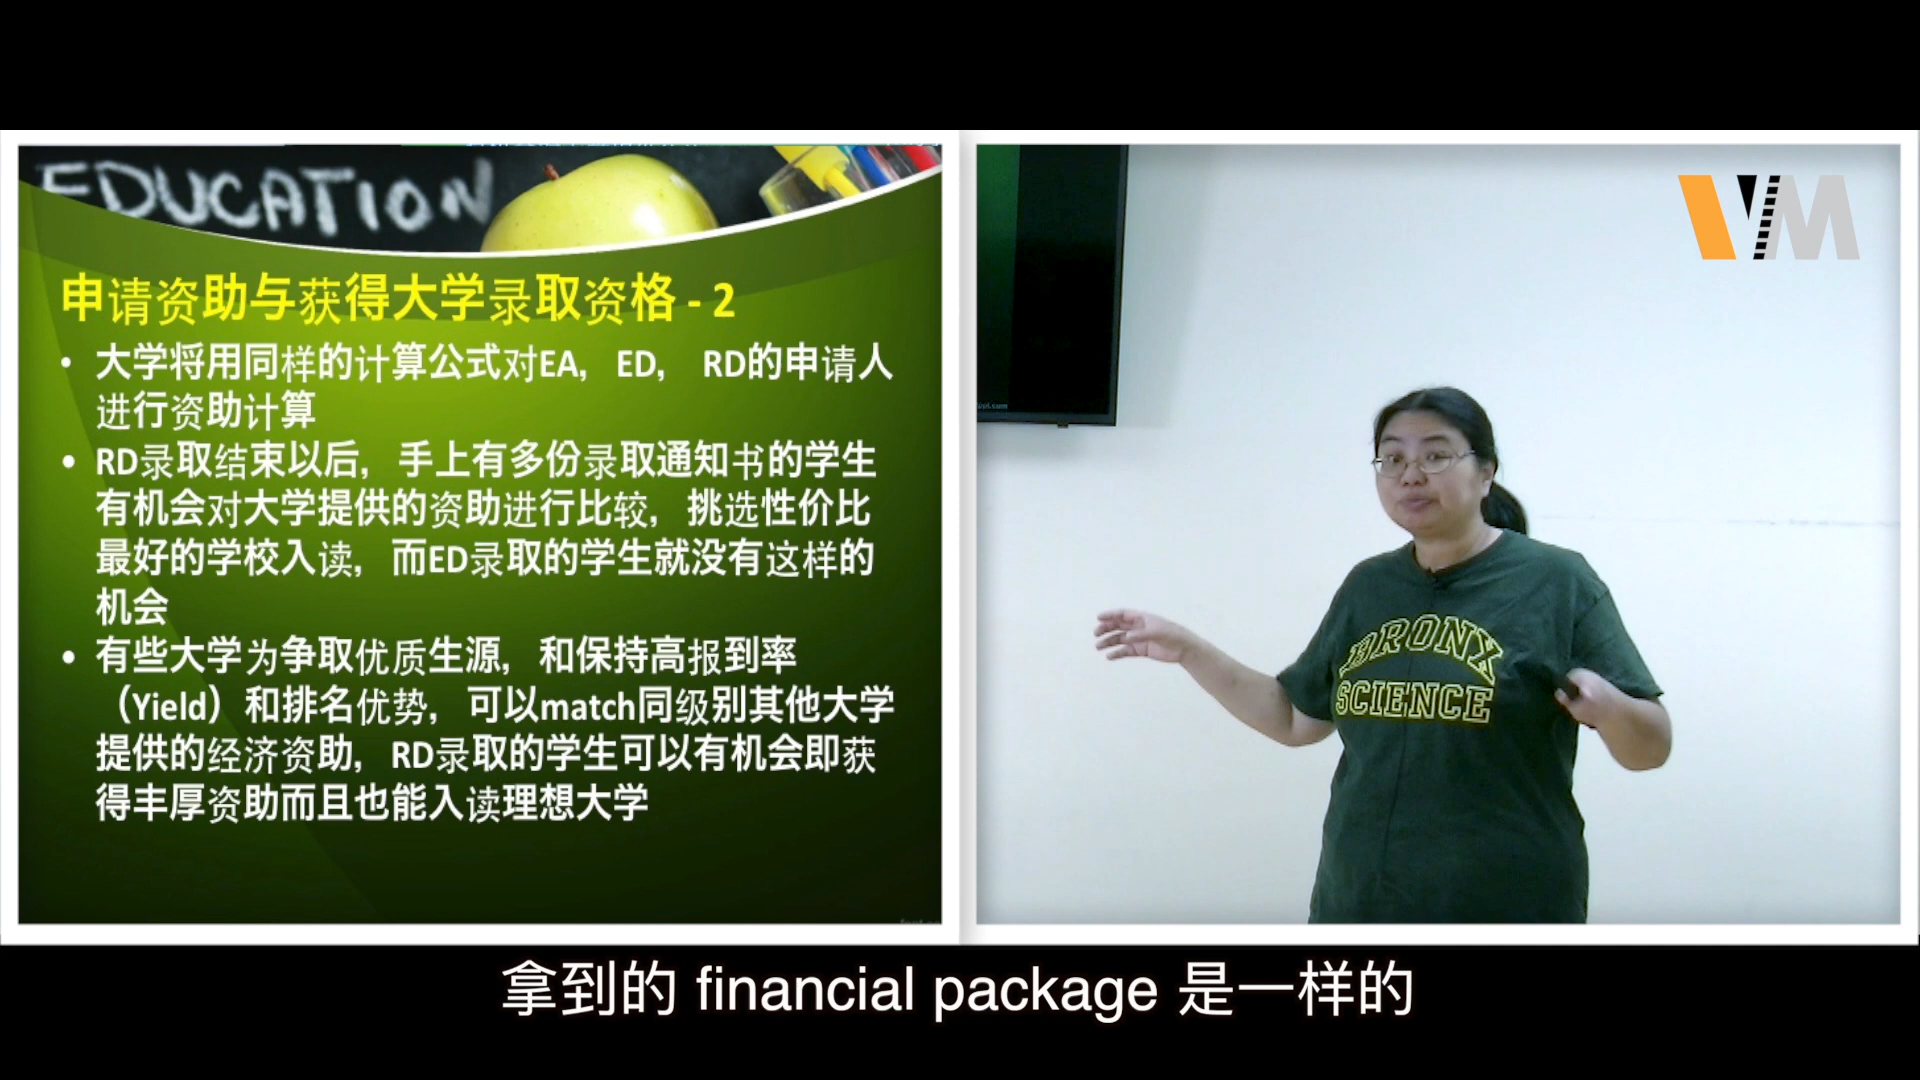 EDUCATION
申请资助与获得大学录取资格 - 2
• 大学将用同样的计算公式对EA， ED， RD的申请人
进行资助计算
• RD录取结束以后，手上有多份录取通知书的学生
有机会对大学提供的资助进行比较，挑选性价比
最好的学校入读，而ED录取的学生就没有这样的
机会
• 有些大学为争取优质生源，和保持高报到率
（Yield）和排名优势，可以match同级别其他大学
提供的经济资助，RD录取的学生可以有机会即获
得丰厚资助而且也能入读理想大学
VM
BRONX
SCIENCE
拿到的 financial package 是一样的